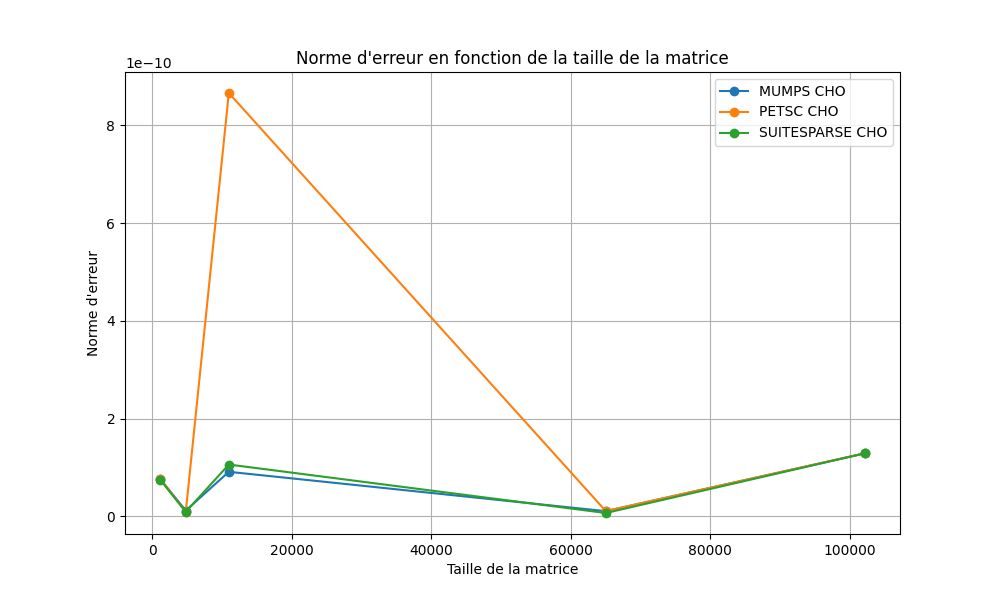 Norme d'erreur en fonction de la taille de la matrice
1e−10
MUMPS CHO
PETSC CHO
SUITESPARSE CHO
8
6
4
2
0
Norme d'erreur
0 20000 40000 60000 80000 100000
Taille de la matrice